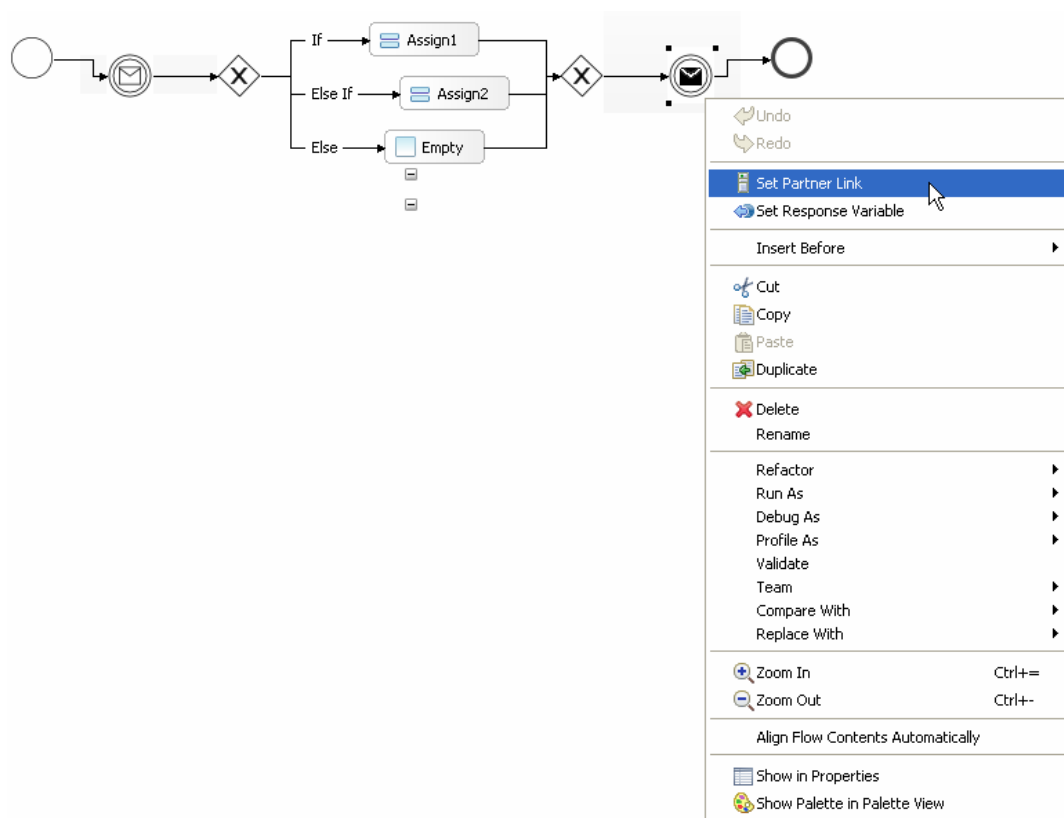 If
Assign1
Else If
Assign2
Else
Empty
Undo
Redo
Set Partner Link
Set Response Variable
Insert Before
Cut
Copy
Paste
Duplicate
Delete
Rename
Refactor
Run As
Debug As
Profile As
Validate
Team
Compare With
Replace With
Zoom In Ctrl+=
Zoom Out Ctrl+-
Align Flow Contents Automatically
Show in Properties
Show Palette in Palette View